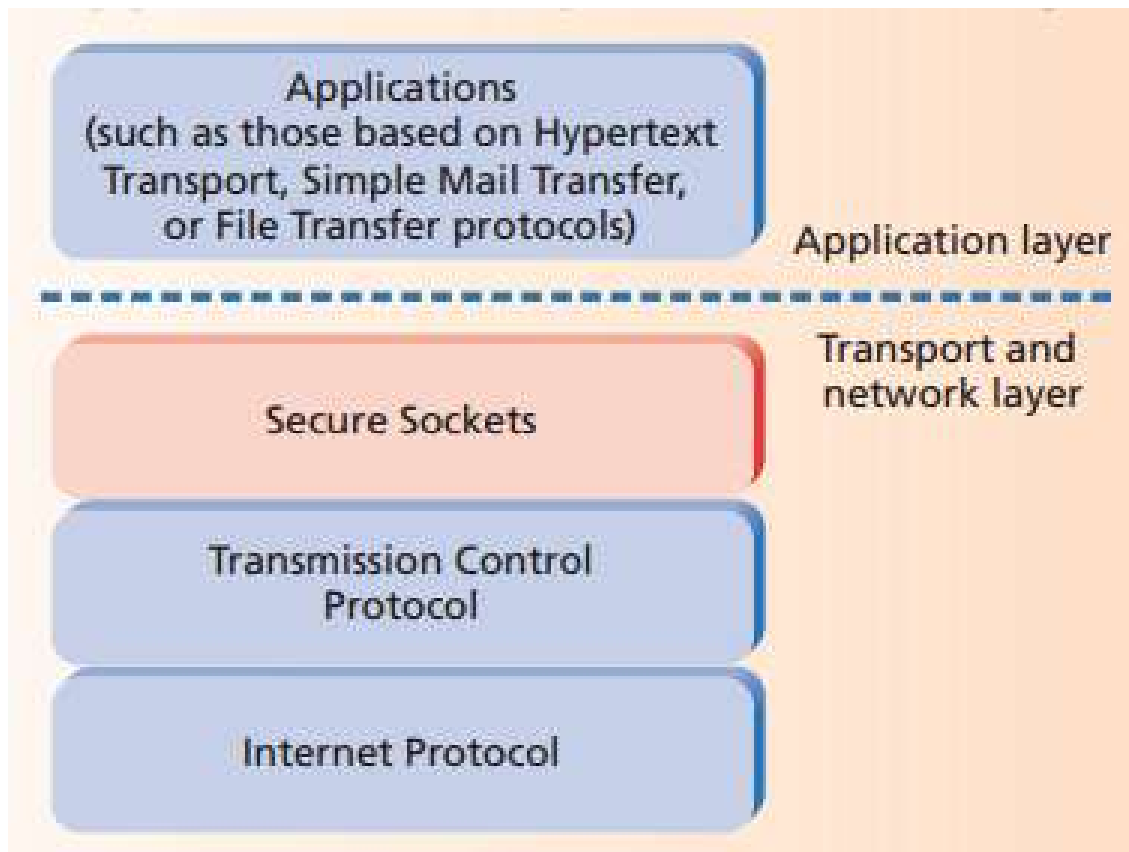 Applications
(such as those based on Hypertext
Transport, Simple Mail Transfer,
or File Transfer protocols)
Application layer
Transport and
network layer
Secure Sockets
Transmission Control
Protocol
Internet Protocol